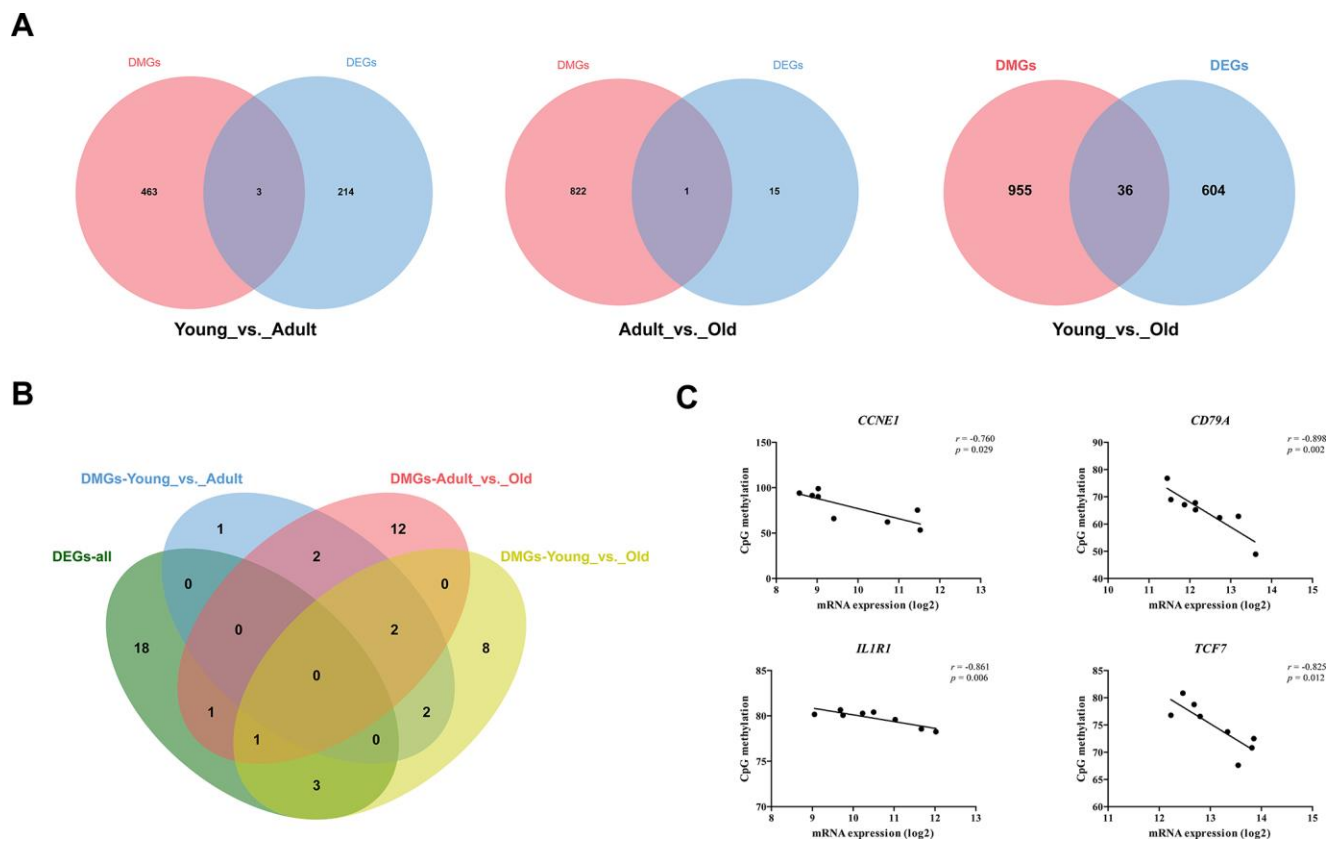 A
DMGs
DEGs
463
3
214
Young_vs._Adult
DMGs
DEGs
822
1
15
Adult_vs._Old
DMGs
DEGs
955
36
604
Young_vs._Old
B
DMGs-Young_vs._Adult
DMGs-Adult_vs._Old
DEGs-all
DMGs-Young_vs._Old
1
12
2
0
0
0
2
18
8
0
1
2
1
0
3
C
CCNE1
r = -0.760
p = 0.029
CpG methylation
150
100
50
0
8 9 10 11 12 13
mRNA expression (log2)
CD79A
r = -0.898
p = 0.002
CpG methylation
90
80
70
60
50
40
11 12 13 14 15
mRNA expression (log2)
IL1R1
r = -0.861
p = 0.006
CpG methylation
85
80
75
70
8 9 10 11 12 13
mRNA expression (log2)
TCF7
r = -0.825
p = 0.012
CpG methylation
85
80
75
70
65
60
11 12 13 14 15
mRNA expression (log2)